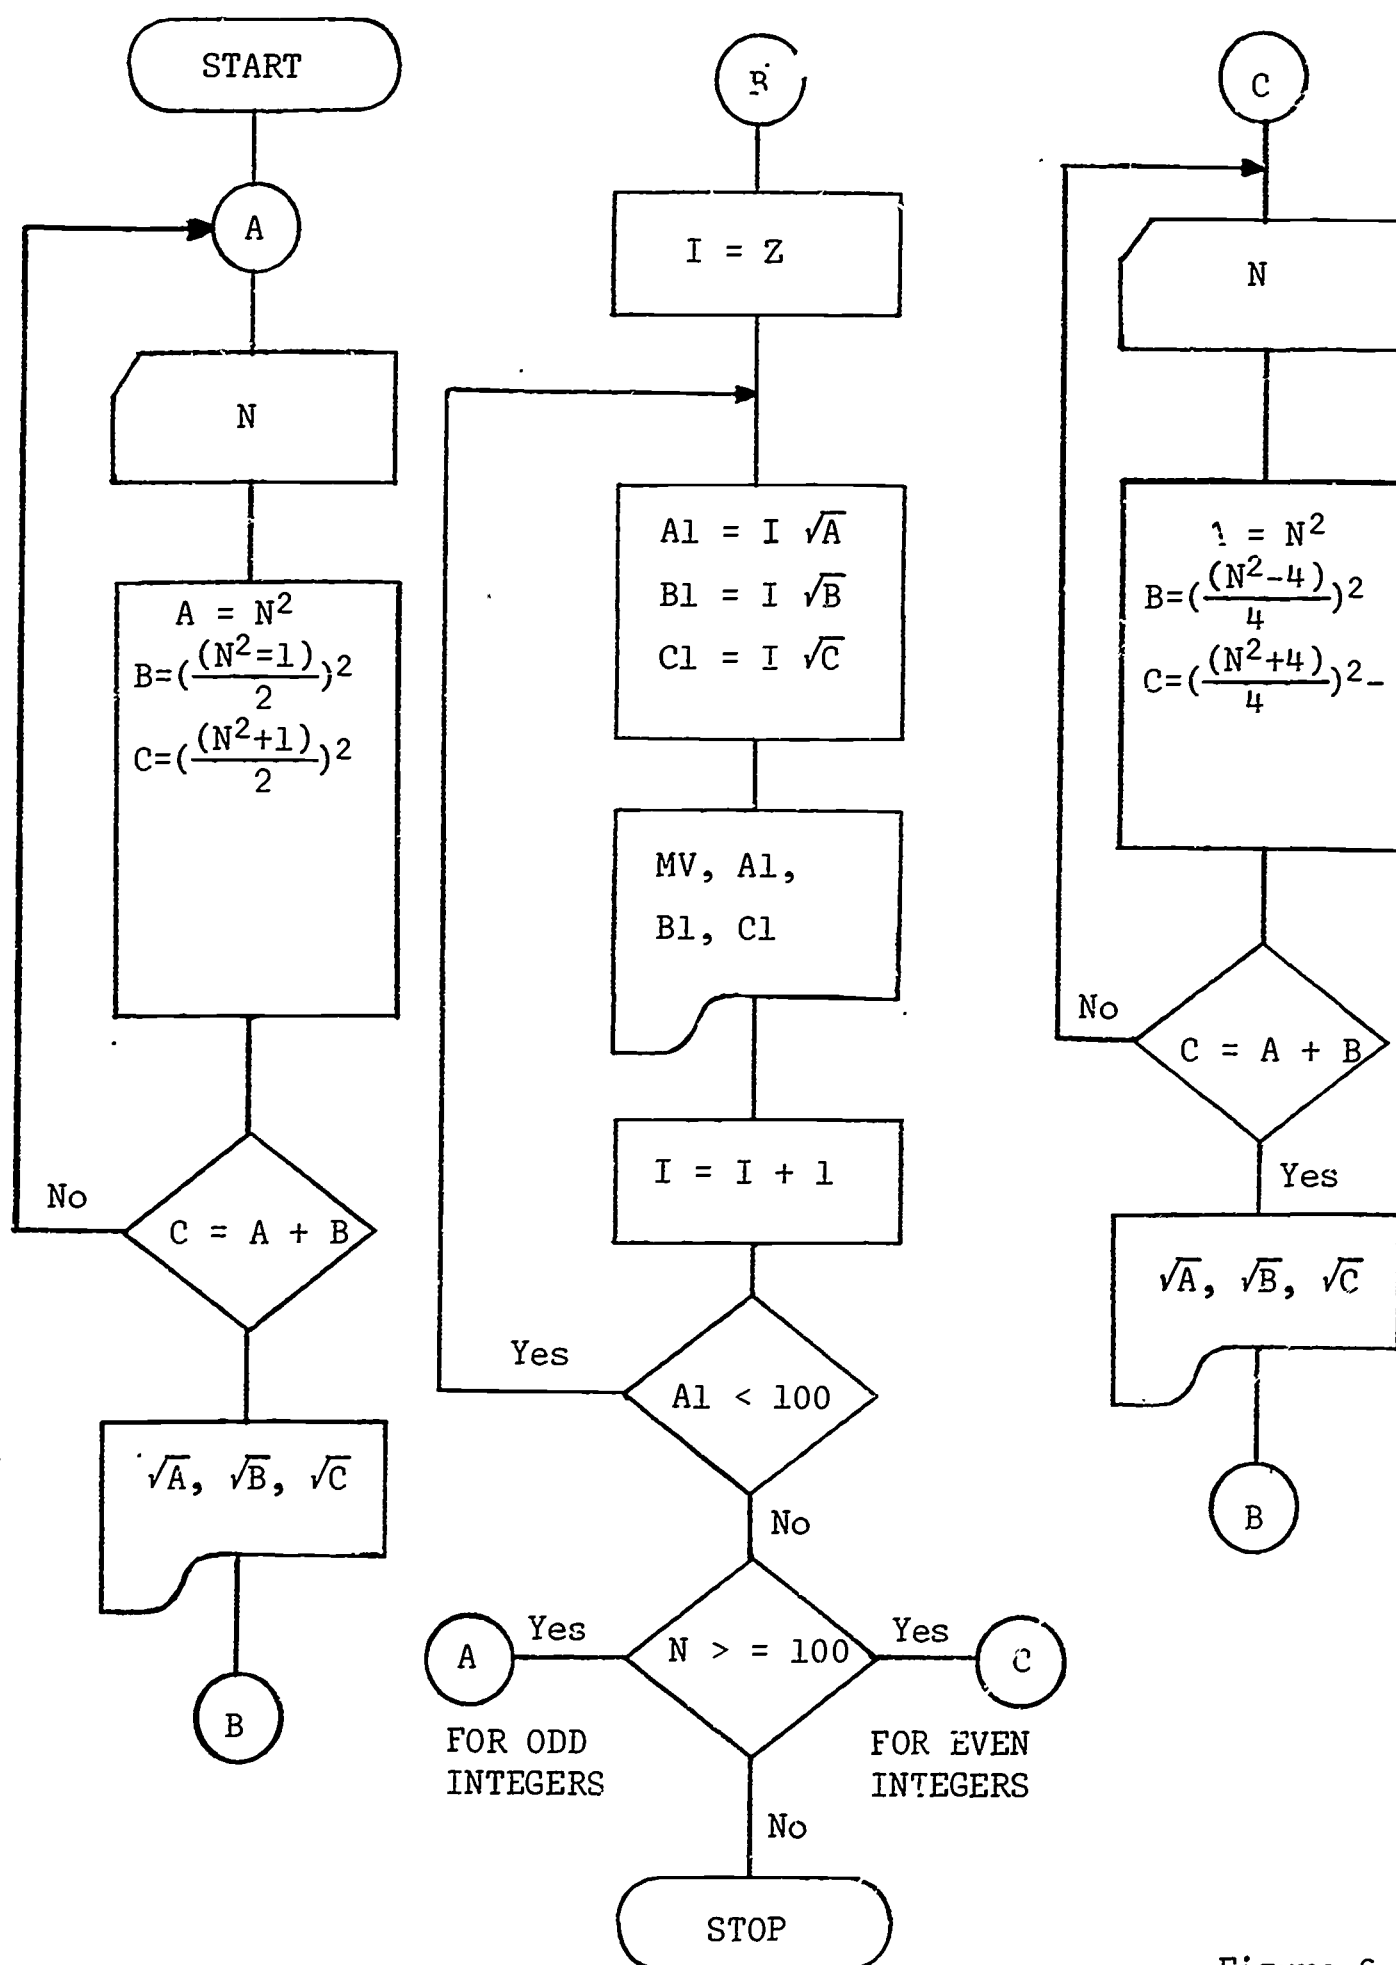 START
A
N
A = N²
B=((N²=1)/2)²
C=((N²+1)/2)²
No
C = A + B
√A, √B, √C
B
B
I = Z
A1 = I √A
B1 = I √B
C1 = I √C
MV, A1,
B1, C1
I = I + 1
Yes
A1 < 100
No
A
Yes
N > = 100
Yes
C
FOR ODD
INTEGERS
FOR EVEN
INTEGERS
No
STOP
C
N
= N²
B=((N²-4)/4)²
C=((N²+4)/4)²-
No
C = A + B
Yes
√A, √B, √C
B